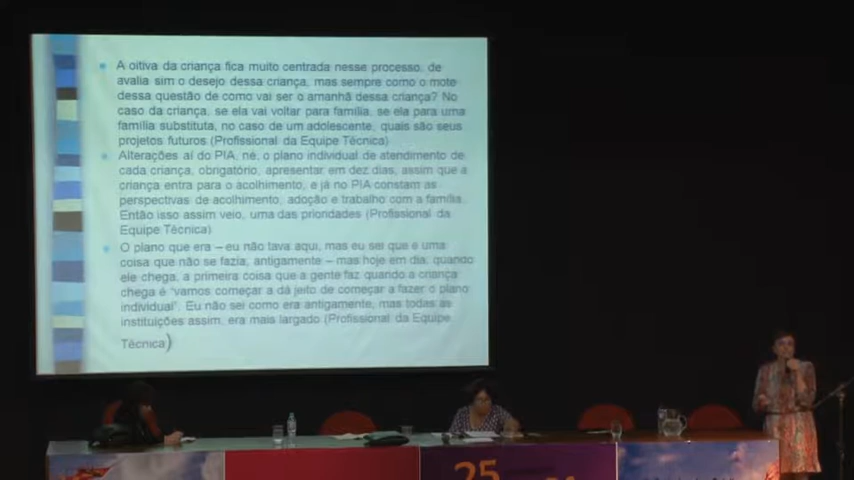 A oitiva da criança fica muito centrada nesse processo, de
avalia sim o desejo dessa criança, mas sempre como o mote
dessa questão de como vai ser o amanhã dessa criança? No
caso da criança, se ela vai voltar para família, se ela para uma
família substituta, no caso de um adolescente, quais são seus
projetos futuros (Profissional da Equipe Técnica)
Alterações aí do PIA, né, o plano individual de atendimento de
cada criança, obrigatório, apresentar em dez dias, assim que a
criança entra para o acolhimento, e já no PIA constam as
perspectivas de acolhimento, adoção e trabalho com a família.
Então isso assim veio, uma das prioridades (Profissional da
Equipe Técnica)
O plano que era – eu não tava aqui, mas eu sei que é uma
coisa que não se fazia, antigamente – mas hoje em dia, quando
ele chega, a primeira coisa que a gente faz quando a criança
chega é "vamos começar a dá jeito de começar a fazer o plano
individual". Eu não sei como era antigamente, mas todas as
instituições assim, era mais largado (Profissional da Equipe
Técnica)
25